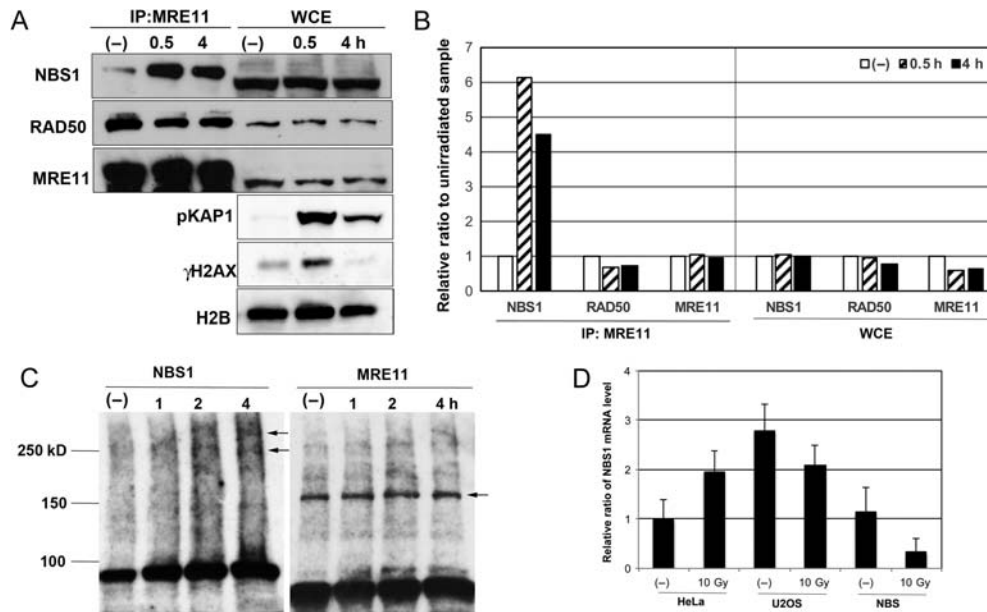 A
IP:MRE11 WCE
(−) 0.5 4 (−) 0.5 4 h
NBS1
RAD50
MRE11
pKAP1
γH2AX
H2B
B
Relative ratio to unirradiated sample
7
6
5
4
3
2
1
0
(−) 0.5 h 4 h
NBS1 RAD50 MRE11 NBS1 RAD50 MRE11
IP: MRE11 WCE
C
NBS1 MRE11
(−) 1 2 4 (−) 1 2 4 h
250 kD
150
100
D
Relative ratio of NBS1 mRNA level
4
3
2
1
0
(−) 10 Gy (−) 10 Gy (−) 10 Gy
HeLa U2OS NBS